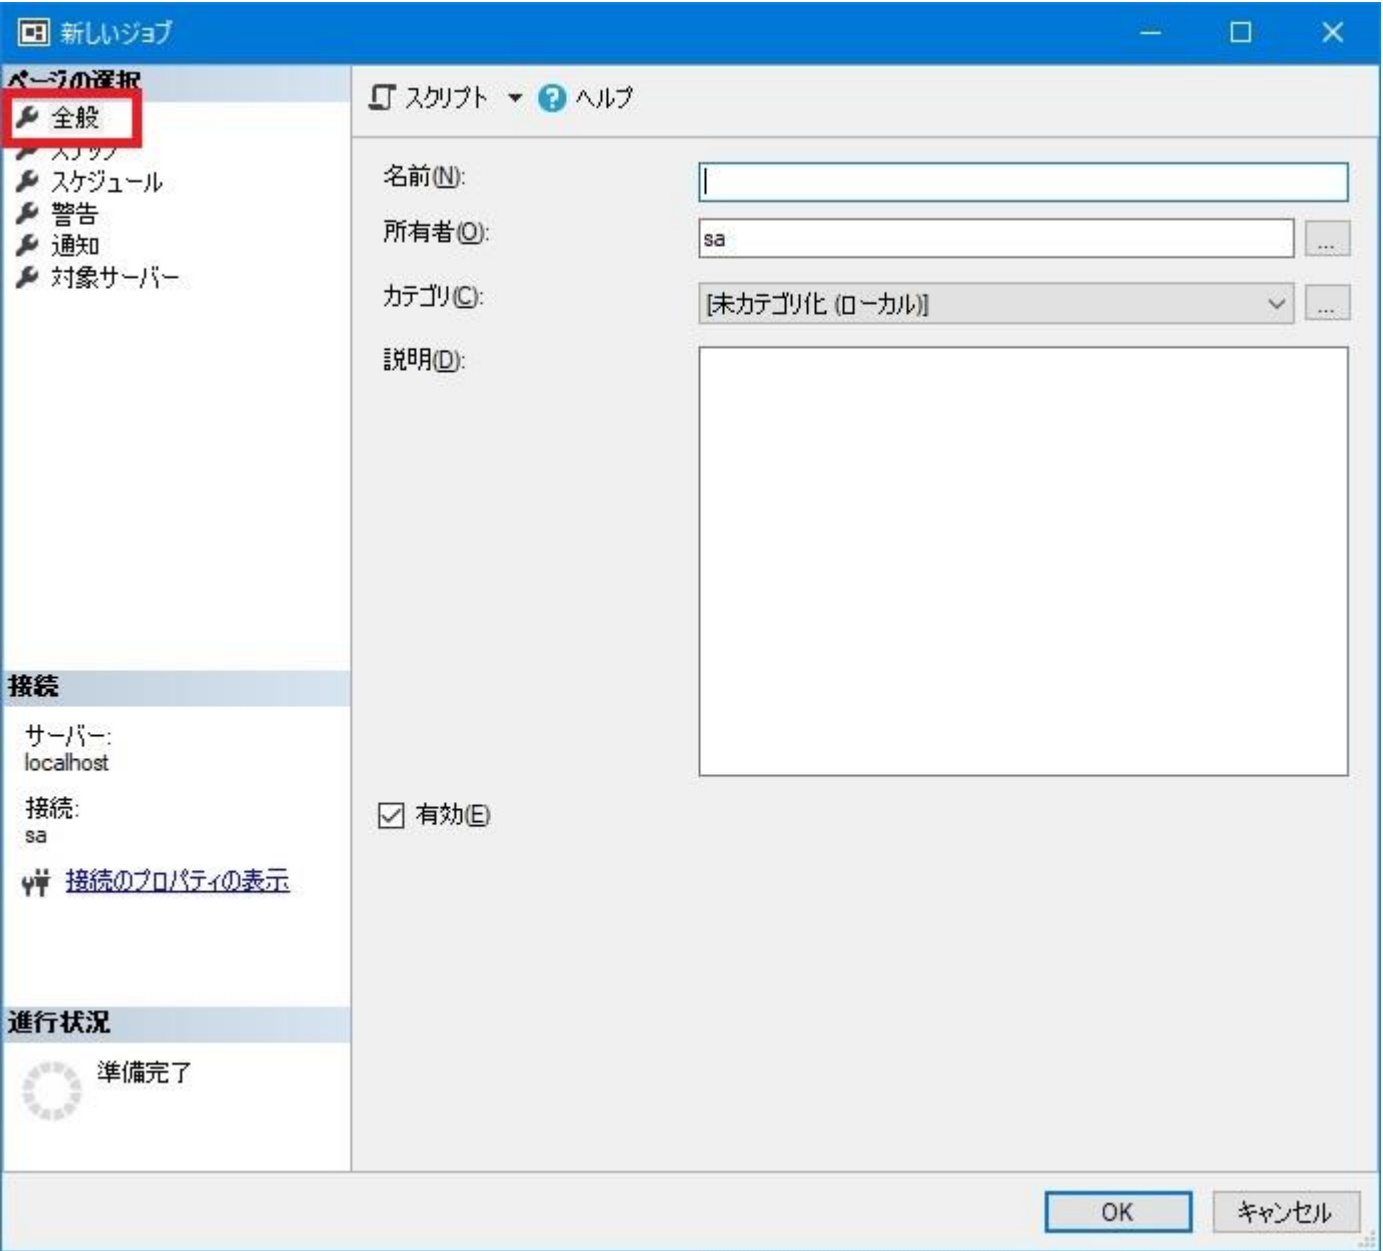 新しいジョブ
ページの選択
全般
ステップ
スケジュール
警告
通知
対象サーバー
スクリプト
ヘルプ
名前(N):
所有者(O):
sa
...
カテゴリ(C):
[未カテゴリ化 (ローカル)]
...
説明(D):
有効(E)
接続
サーバー:
localhost
接続:
sa
接続のプロパティの表示
進行状況
準備完了
OK
キャンセル